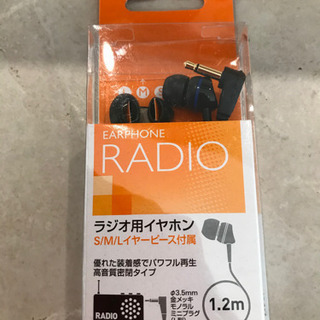 L M S
EARPHONE
RADIO
ラジオ用イヤホン
S/M/Lイヤーピース付属
優れた装着感でパワフル再生
高音質密閉タイプ
φ3.5mm
金メッキ
モノラル
ミニプラグ
(L型)
RADIO
1.2m